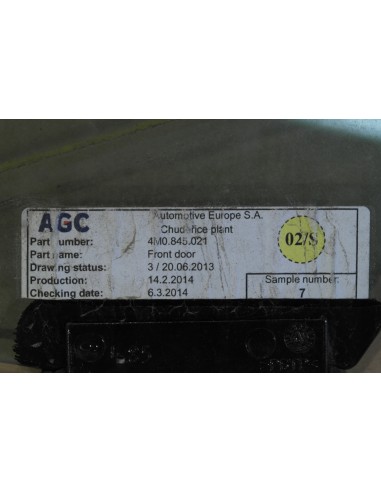 AGC
Automotive Europe S.A.
plant
Part number: 4M0.845.021
Part name: Front door
Drawing status: 3 / 20.06.2013
Production: 14.2.2014
Checking date: 6.3.2014
02/S
Sample number:
7